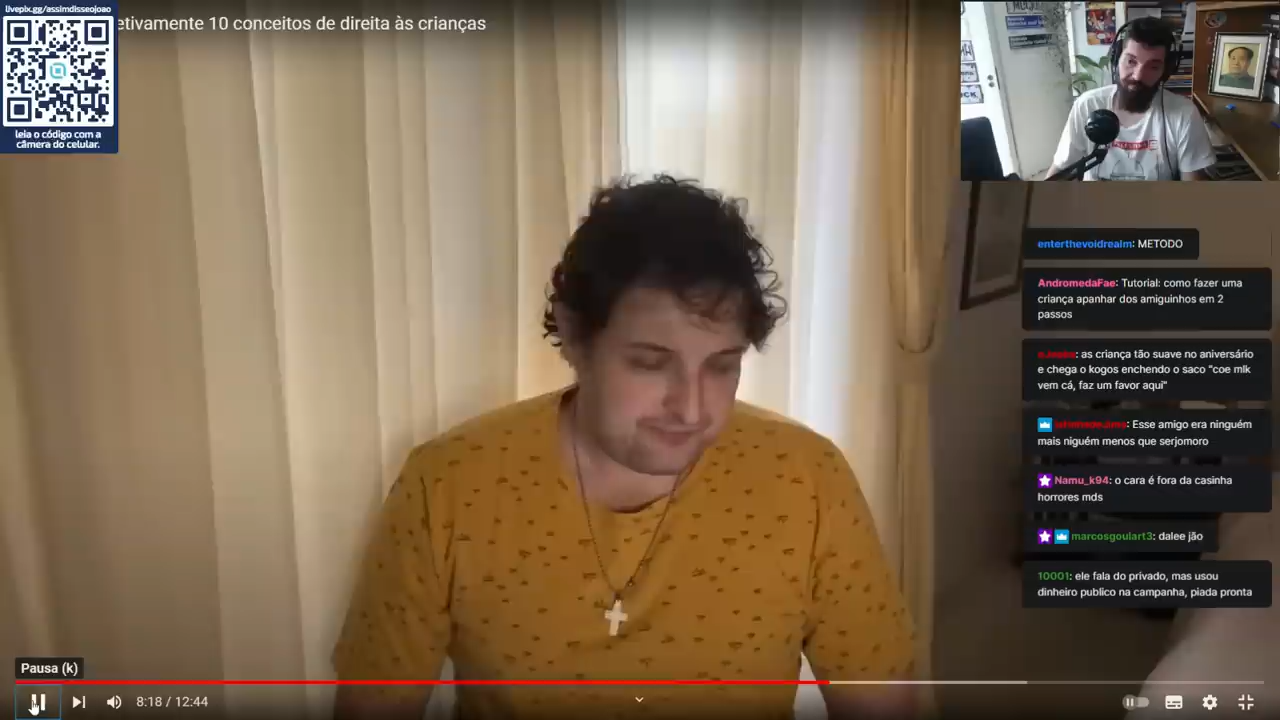 livepix.gg/assimdisseojoao
etivamente 10 conceitos de direita às crianças
leia o código com a
câmera do celular.
enterthevoidrealm: METODO
AndromedaFae: Tutorial: como fazer uma
criança apanhar dos amiguinhos em 2
passos
as criança tão suave no aniversário
e chega o kogos enchendo o saco "coe mlk
vem cá, faz um favor aqui"
Esse amigo era ninguém
mais niguém menos que serjomoro
Namu_k94: o cara é fora da casinha
horrores mds
marcosgoulart3: dalee jão
10001: ele fala do privado, mas usou
dinheiro publico na campanha, piada pronta
Pausa (k)
8:18 / 12:44